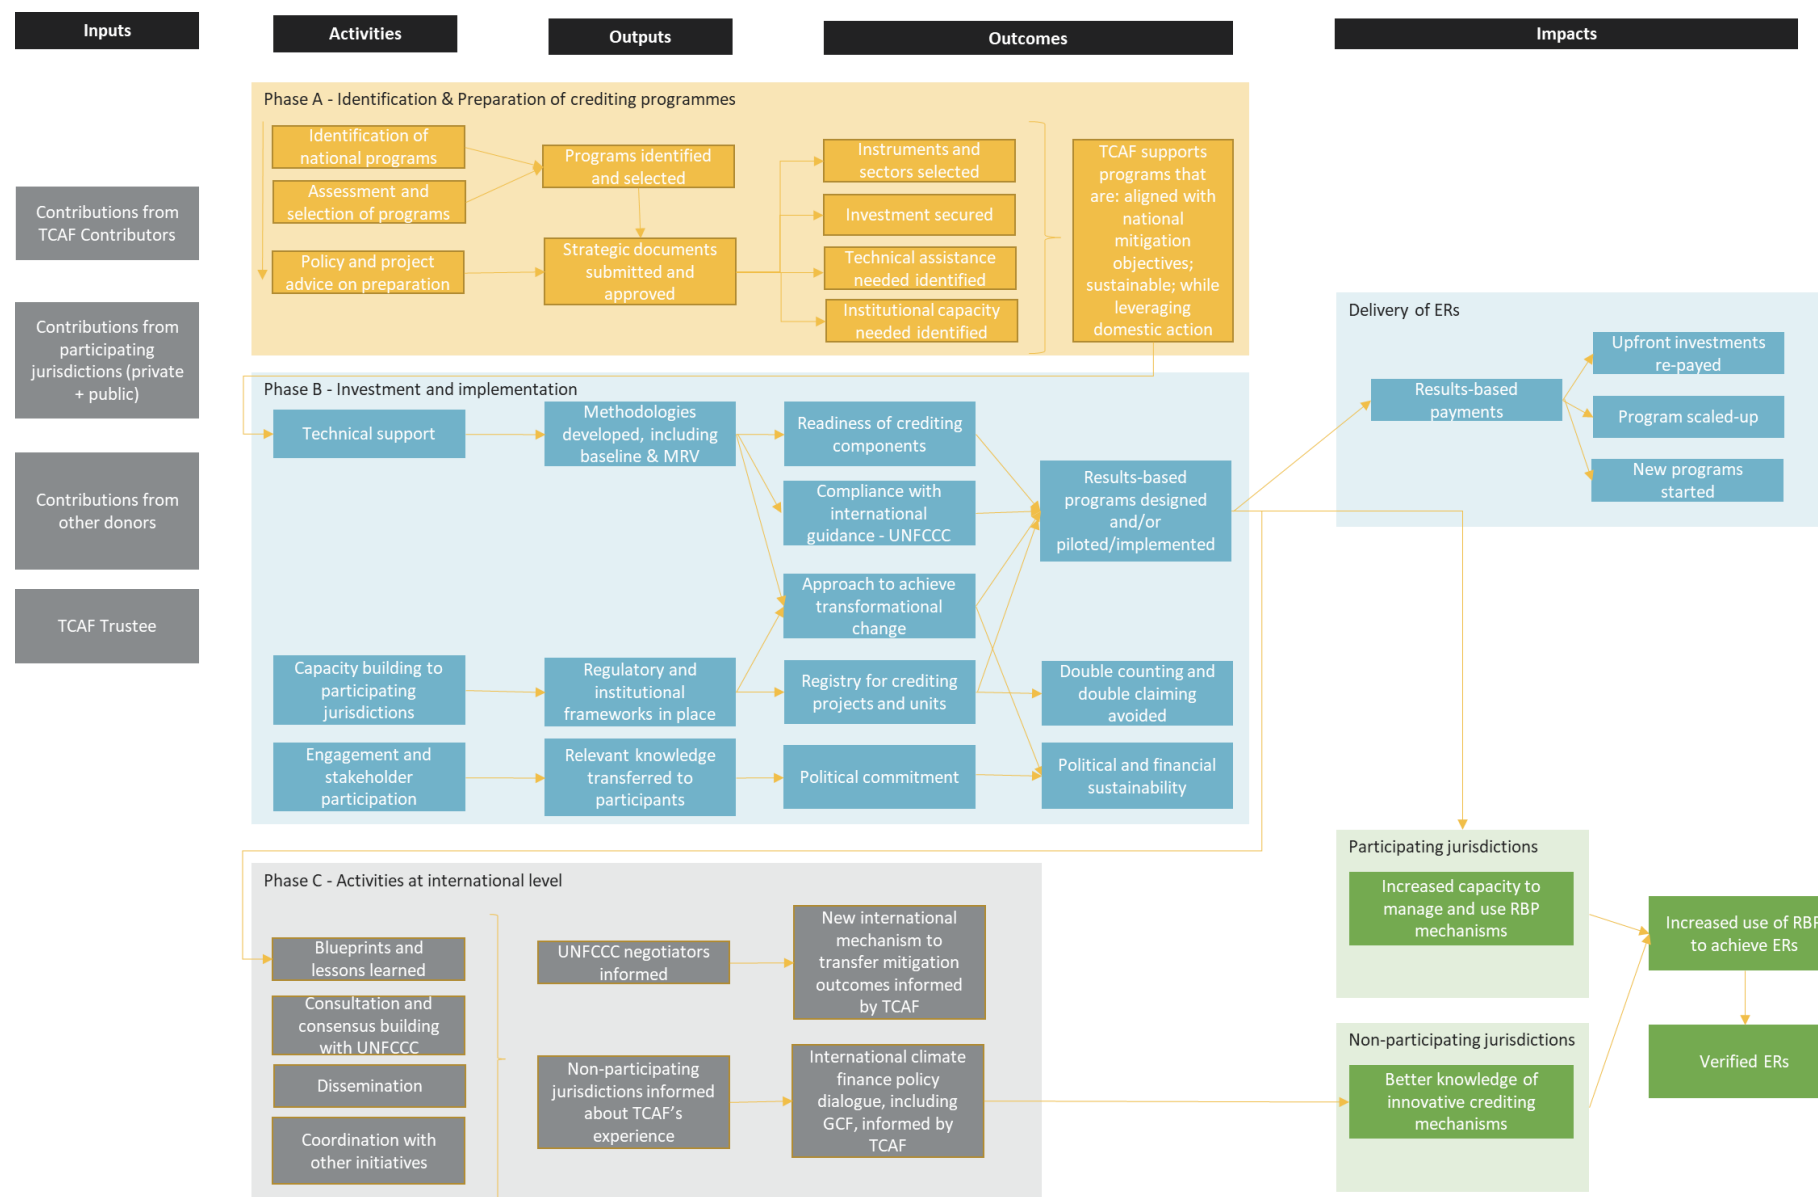 Inputs
Activities
Outputs
Outcomes
Impacts
Contributions from
TCAF Contributors
Contributions from
participating
jurisdictions (private
+ public)
Contributions from
other donors
TCAF Trustee
Phase A - Identification & Preparation of crediting programmes
Identification of
national programs
Assessment and
selection of programs
Policy and project
advice on preparation
Programs identified
and selected
Strategic documents
submitted and
approved
Instruments and
sectors selected
Investment secured
Technical assistance
needed identified
Institutional capacity
needed identified
TCAF supports
programs that
are: aligned with
national
mitigation
objectives;
sustainable; while
leveraging
domestic action
Phase B - Investment and implementation
Technical support
Capacity building to
participating
jurisdictions
Engagement and
stakeholder
participation
Methodologies
developed, including
baseline & MRV
Regulatory and
institutional
frameworks in place
Relevant knowledge
transferred to
participants
Readiness of crediting
components
Compliance with
international
guidance - UNFCCC
Approach to achieve
transformational
change
Registry for crediting
projects and units
Political commitment
Results-based
programs designed
and/or
piloted/implemented
Double counting and
double claiming
avoided
Political and financial
sustainability
Delivery of ERs
Results-based
payments
Upfront investments
re-payed
Program scaled-up
New programs
started
Phase C - Activities at international level
Blueprints and
lessons learned
Consultation and
consensus building
with UNFCCC
Dissemination
Coordination with
other initiatives
UNFCCC negotiators
informed
Non-participating
jurisdictions informed
about TCAF's
experience
New international
mechanism to
transfer mitigation
outcomes informed
by TCAF
International climate
finance policy
dialogue, including
GCF, informed by
TCAF
Participating jurisdictions
Increased capacity to
manage and use RBP
mechanisms
Non-participating jurisdictions
Better knowledge of
innovative crediting
mechanisms
Increased use of RBP
to achieve ERs
Verified ERs